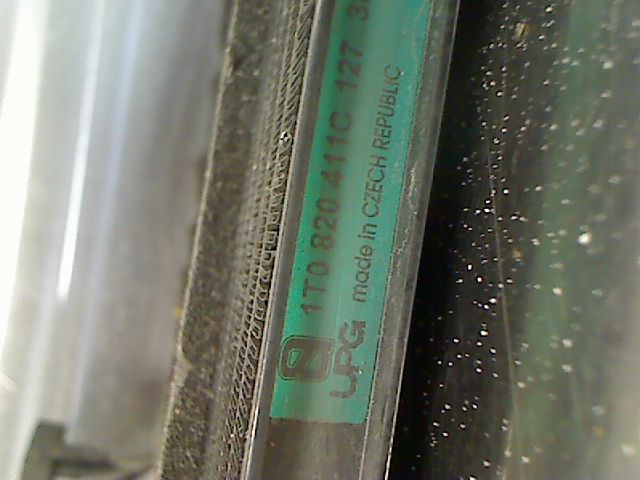 1T0 820 411C 127
UPG made in CZECH REPUBLIC